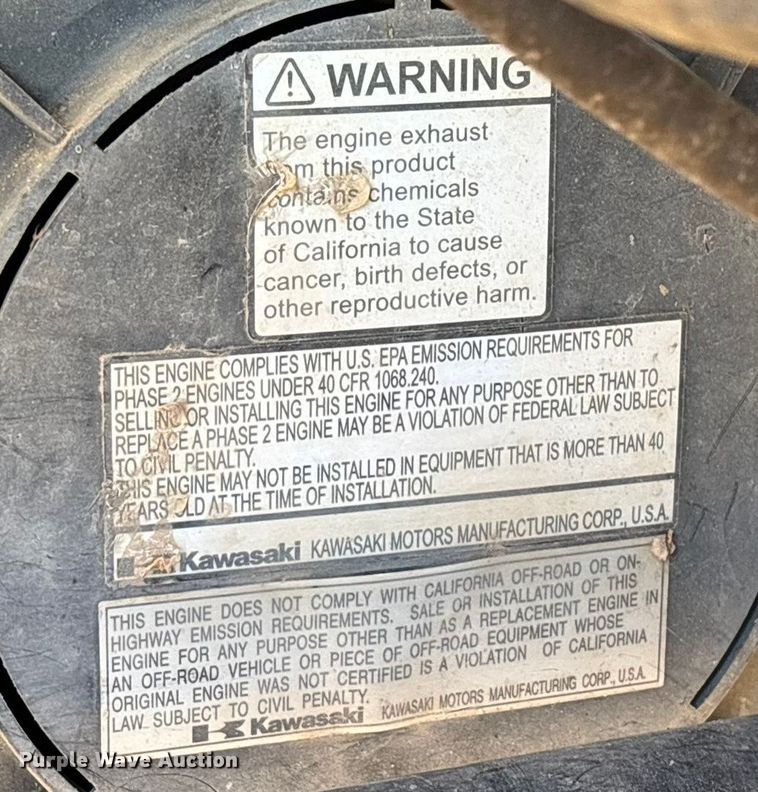 WARNING
The engine exhaust
from this product
contains chemicals
known to the State
of California to cause
cancer, birth defects, or
other reproductive harm.
THIS ENGINE COMPLIES WITH U.S. EPA EMISSION REQUIREMENTS FOR
PHASE 2 ENGINES UNDER 40 CFR 1068.240.
SELLING OR INSTALLING THIS ENGINE FOR ANY PURPOSE OTHER THAN TO
REPLACE A PHASE 2 ENGINE MAY BE A VIOLATION OF FEDERAL LAW SUBJECT
TO CIVIL PENALTY.
THIS ENGINE MAY NOT BE INSTALLED IN EQUIPMENT THAT IS MORE THAN 40
YEARS OLD AT THE TIME OF INSTALLATION.
Kawasaki KAWASAKI MOTORS MANUFACTURING CORP., U.S.A.
THIS ENGINE DOES NOT COMPLY WITH CALIFORNIA OFF-ROAD OR ON-
HIGHWAY EMISSION REQUIREMENTS. SALE OR INSTALLATION OF THIS
ENGINE FOR ANY PURPOSE OTHER THAN AS A REPLACEMENT ENGINE IN
AN OFF-ROAD VEHICLE OR PIECE OF OFF-ROAD EQUIPMENT WHOSE
ORIGINAL ENGINE WAS NOT CERTIFIED IS A VIOLATION OF CALIFORNIA
LAW SUBJECT TO CIVIL PENALTY.
Kawasaki KAWASAKI MOTORS MANUFACTURING CORP., U.S.A.
Purple Wave Auction